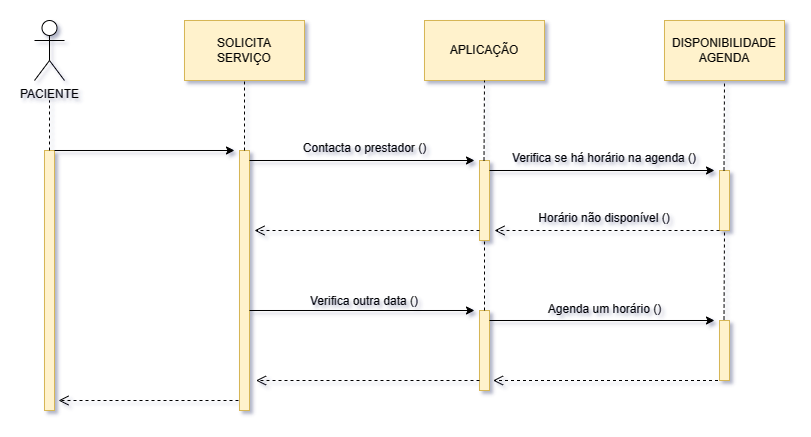 SOLICITA
SERVIÇO
APLICAÇÃO
DISPONIBILIDADE
AGENDA
PACIENTE
Contacta o prestador ()
Verifica se há horário na agenda ()
Horário não disponível ()
Verifica outra data ()
Agenda um horário ()